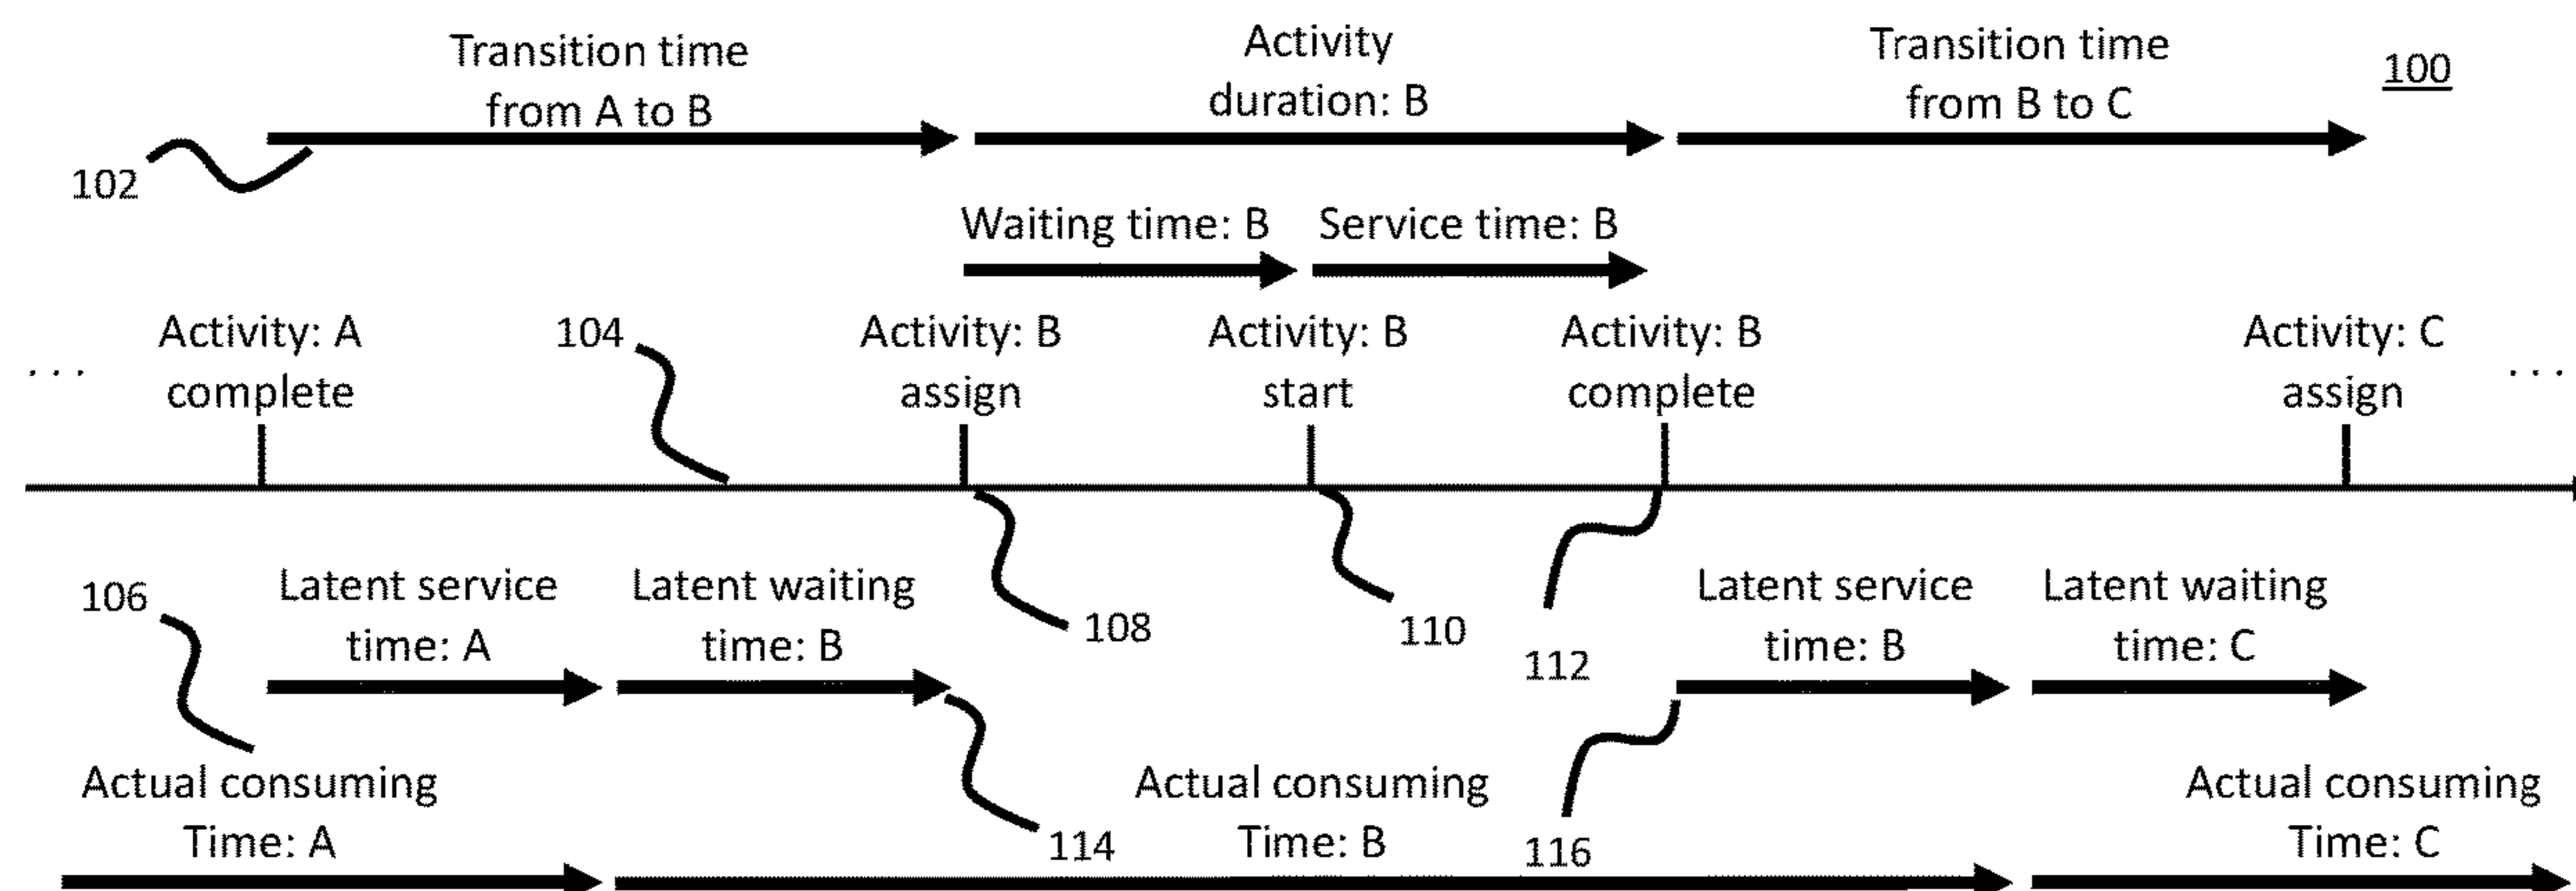 Transition time
from A to B
Activity
duration: B
Transition time
from B to C
100
102
Waiting time: B
Service time: B
. . .
Activity: A
complete
104
Activity: B
assign
Activity: B
start
Activity: B
complete
Activity: C
assign
. . .
106
Latent service
time: A
Latent waiting
time: B
108
110
112
Latent service
time: B
Latent waiting
time: C
Actual consuming
Time: A
114
Actual consuming
Time: B
116
Actual consuming
Time: C